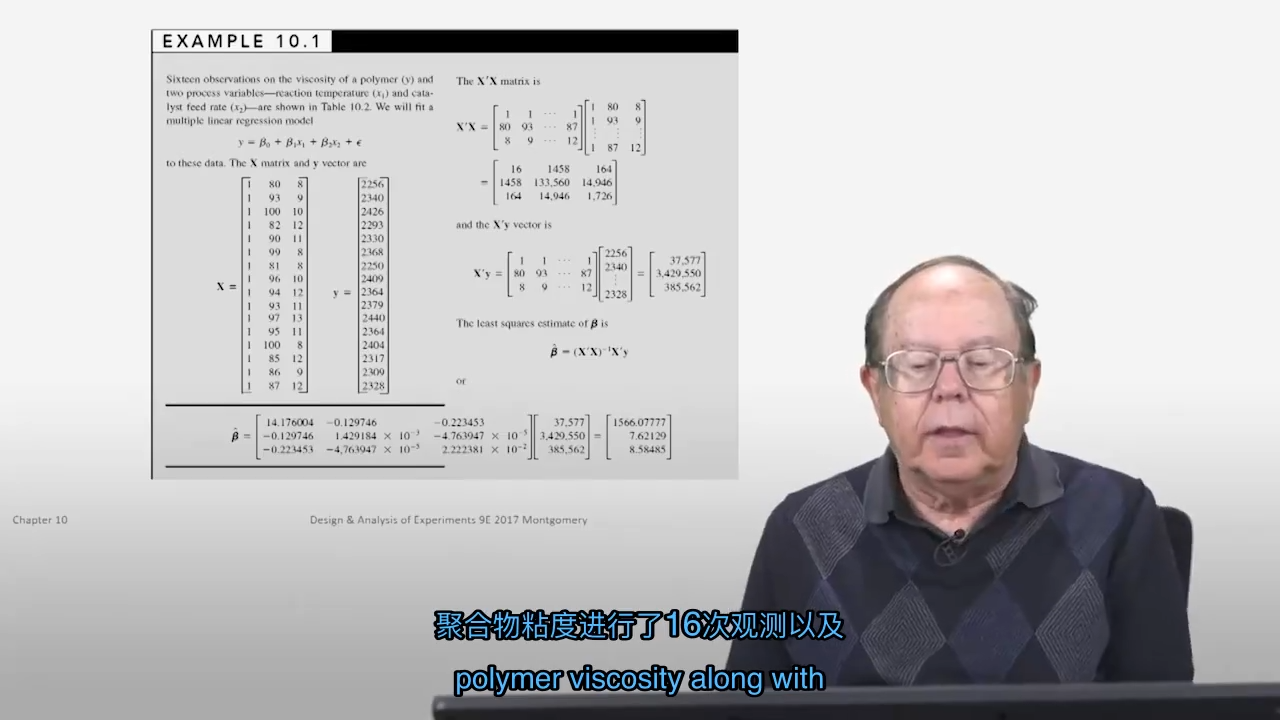 EXAMPLE 10.1
Sixteen observations on the viscosity of a polymer (y) and
two process variables—reaction temperature (x₁) and cata-
lyst feed rate (x₂)—are shown in Table 10.2. We will fit a
multiple linear regression model
y = β₀ + β₁x₁ + β₂x₂ + ϵ
to these data. The X matrix and y vector are
X =
1 80 8
1 93 9
1 100 10
1 82 12
1 90 11
1 99 8
1 81 8
1 96 10
1 94 12
1 93 11
1 97 13
1 95 11
1 100 8
1 85 12
1 86 9
1 87 12
y =
2256
2340
2426
2293
2330
2368
2250
2409
2364
2379
2440
2364
2404
2317
2309
2328
The X′X matrix is
X′X =
1 1 ⋯ 1
80 93 ⋯ 87
8 9 ⋯ 12
1 80 8
1 93 9
⋮ ⋮ ⋮
1 87 12
=
16 1458 164
1458 133,560 14,946
164 14,946 1,726
and the X′y vector is
X′y =
1 1 ⋯ 1
80 93 ⋯ 87
8 9 ⋯ 12
2256
2340
⋮
2328
=
37,577
3,429,550
385,562
The least squares estimate of β is
β̂ = (X′X)⁻¹X′y
or
β̂ =
14.176004 −0.129746 −0.223453
−0.129746 1.429184 × 10⁻³ −4.763947 × 10⁻⁵
−0.223453 −4.763947 × 10⁻⁵ 2.222381 × 10⁻²
37,577
3,429,550
385,562
=
1566.07777
7.62129
8.58485
Chapter 10
Design & Analysis of Experiments 9E 2017 Montgomery
聚合物粘度进行了16次观测以及
polymer viscosity along with